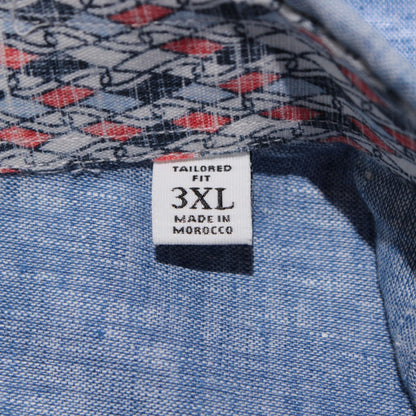 TAILORED
FIT
3XL
MADE IN
MOROCCO